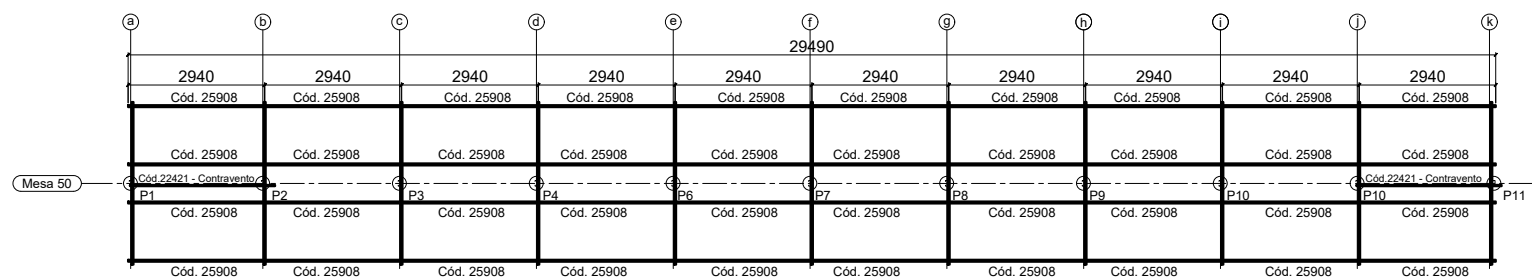 a b c d e f g h i j k
29490
2940 2940 2940 2940 2940 2940 2940 2940 2940 2940
Cód. 25908 Cód. 25908 Cód. 25908 Cód. 25908 Cód. 25908 Cód. 25908 Cód. 25908 Cód. 25908 Cód. 25908 Cód. 25908
Cód. 25908 Cód. 25908 Cód. 25908 Cód. 25908 Cód. 25908 Cód. 25908 Cód. 25908 Cód. 25908 Cód. 25908 Cód. 25908
Mesa 50 Cód.22421 - Contravento Cód.22421 - Contravento
P1 P2 P3 P4 P6 P7 P8 P9 P10 P10 P11
Cód. 25908 Cód. 25908 Cód. 25908 Cód. 25908 Cód. 25908 Cód. 25908 Cód. 25908 Cód. 25908 Cód. 25908 Cód. 25908
Cód. 25908 Cód. 25908 Cód. 25908 Cód. 25908 Cód. 25908 Cód. 25908 Cód. 25908 Cód. 25908 Cód. 25908 Cód. 25908